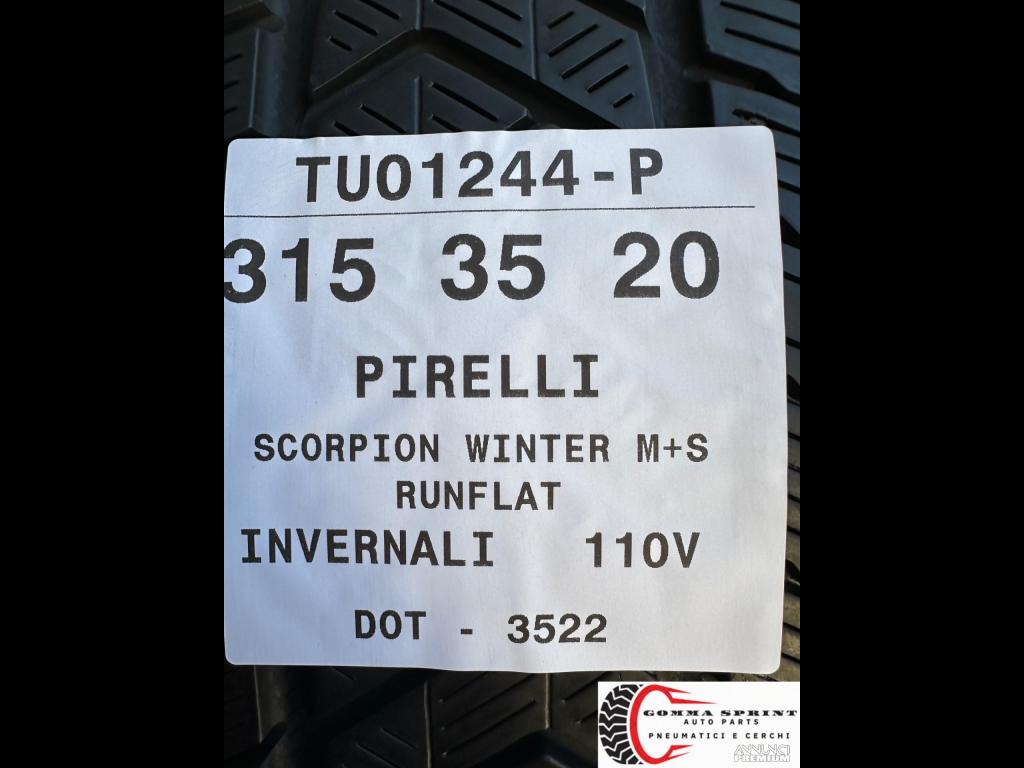 TU01244-P
315 35 20
PIRELLI
SCORPION WINTER M+S
RUNFLAT
INVERNALI 110V
DOT - 3522
GOMMA SPRINT
AUTO PARTS
PNEUMATICI E CERCHI
ANNUNCI
PREMIUM